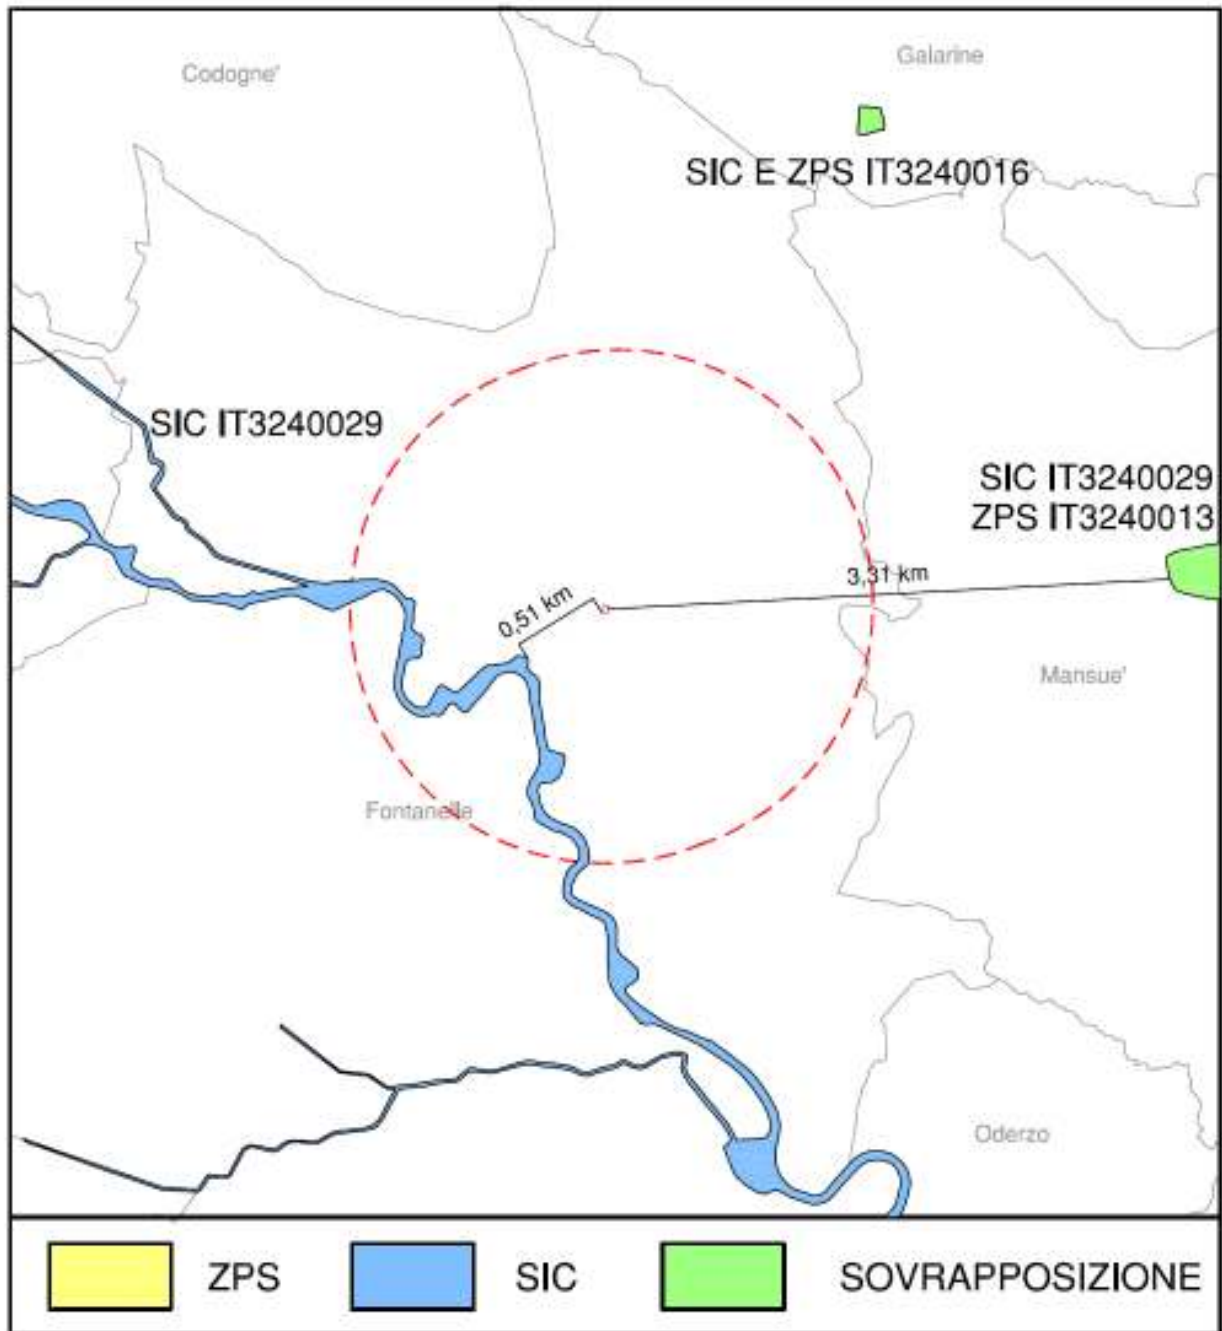 Codogne'
Galarine
SIC E ZPS IT3240016
SIC IT3240029
SIC IT3240029
ZPS IT3240013
3,31 km
0,51 km
Mansue'
Fontanelle
Oderzo
ZPS
SIC
SOVRAPPOSIZIONE